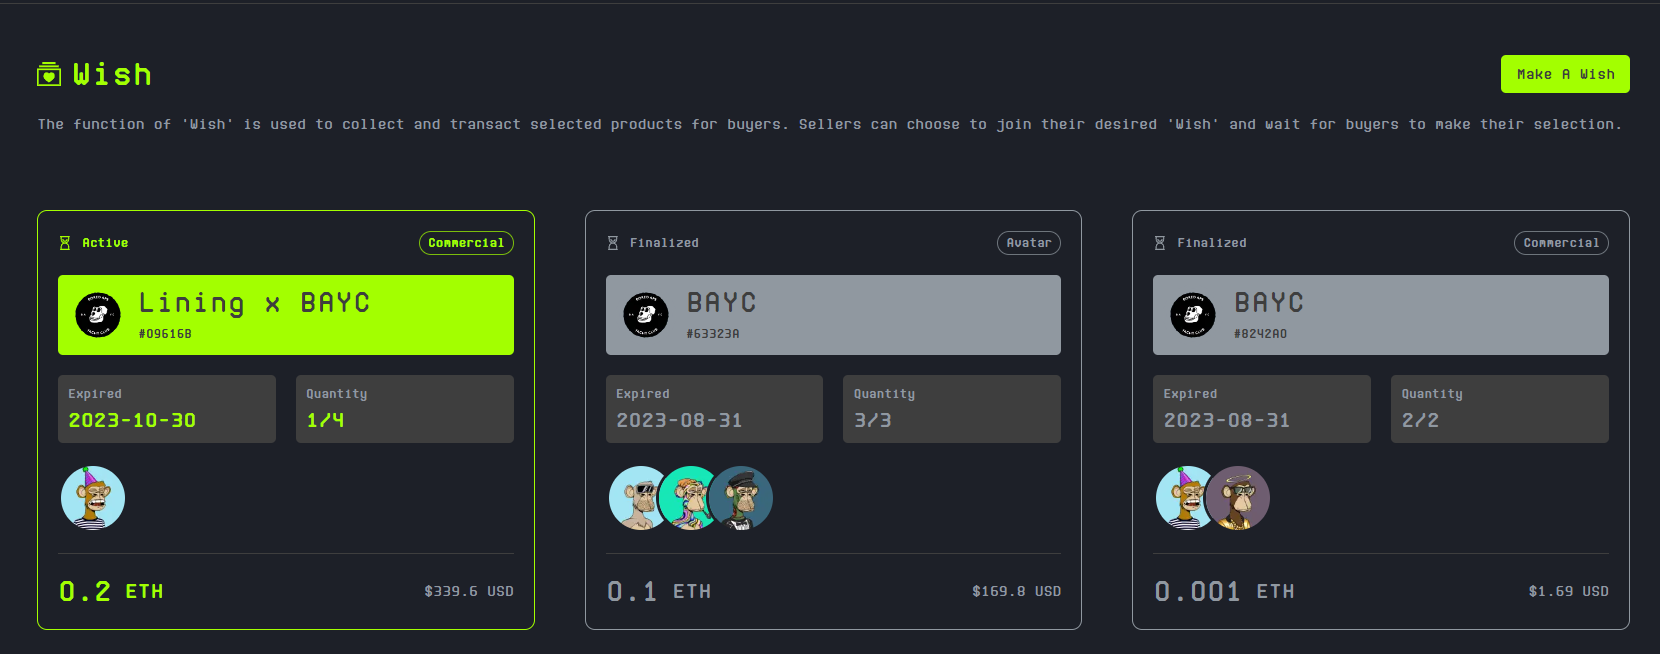 Wish
Make A Wish
The function of 'Wish' is used to collect and transact selected products for buyers. Sellers can choose to join their desired 'Wish' and wait for buyers to make their selection.
Active
Commercial
Lining x BAYC
#09616B
Expired
2023-10-30
Quantity
1/4
0.2 ETH
$339.6 USD
Finalized
Avatar
BAYC
#63323A
Expired
2023-08-31
Quantity
3/3
0.1 ETH
$169.8 USD
Finalized
Commercial
BAYC
#8242A0
Expired
2023-08-31
Quantity
2/2
0.001 ETH
$1.69 USD